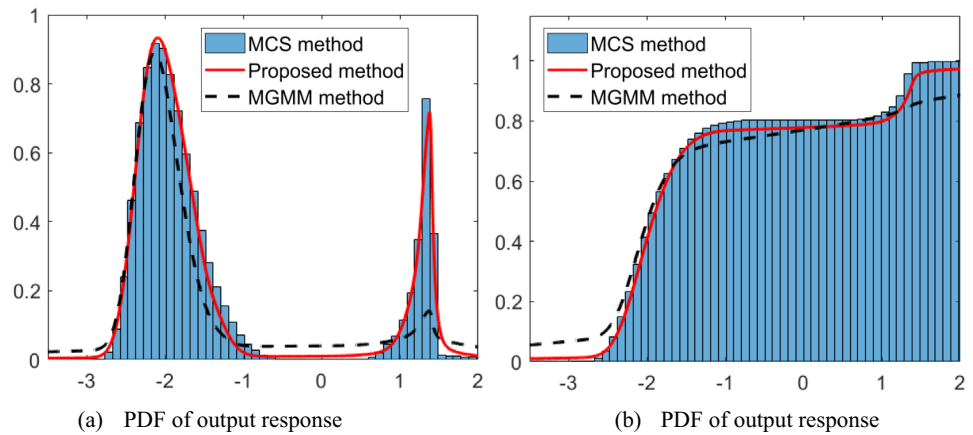 1
0.8
0.6
0.4
0.2
0
-3 -2 -1 0 1 2
MCS method
Proposed method
MGMM method
(a) PDF of output response
1
0.8
0.6
0.4
0.2
0
-3 -2 -1 0 1 2
MCS method
Proposed method
MGMM method
(b) PDF of output response